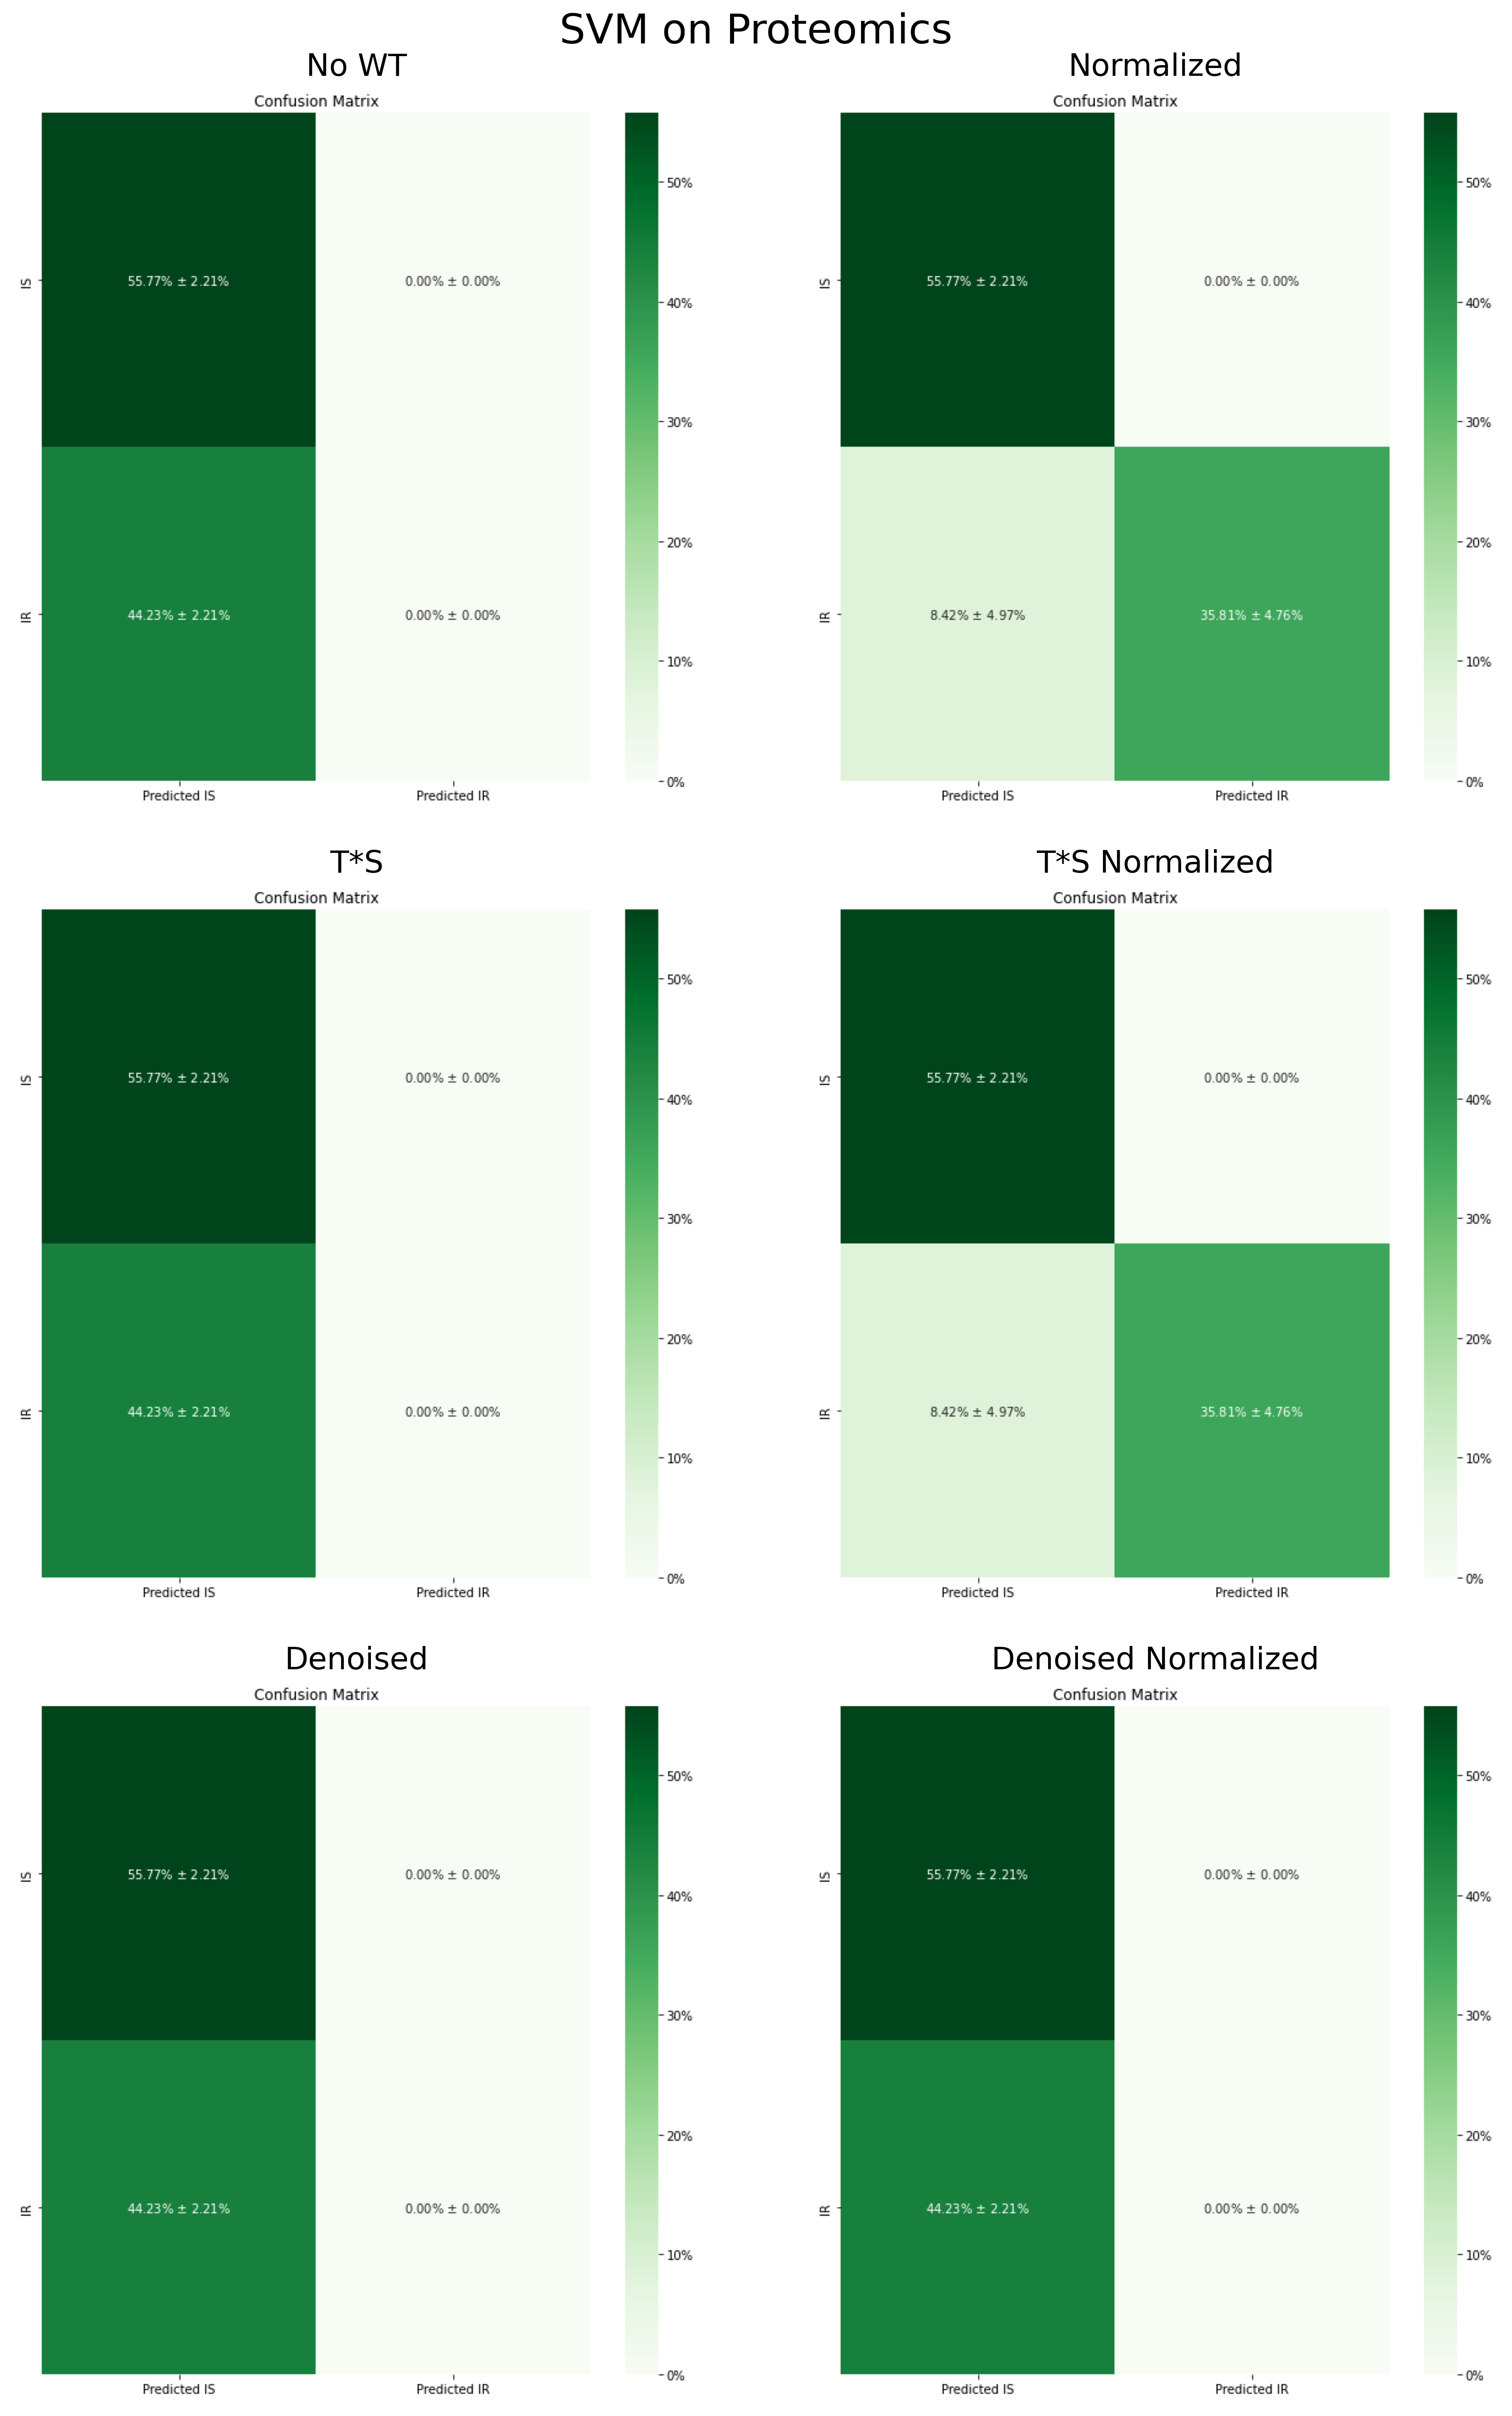 SVM on Proteomics
No WT
Confusion Matrix
50%
IS
55.77% ± 2.21%
0.00% ± 0.00%
40%
30%
20%
IR
44.23% ± 2.21%
0.00% ± 0.00%
10%
0%
Predicted IS
Predicted IR
Normalized
Confusion Matrix
50%
IS
55.77% ± 2.21%
0.00% ± 0.00%
40%
30%
20%
IR
8.42% ± 4.97%
35.81% ± 4.76%
10%
0%
Predicted IS
Predicted IR
T*S
Confusion Matrix
50%
IS
55.77% ± 2.21%
0.00% ± 0.00%
40%
30%
20%
IR
44.23% ± 2.21%
0.00% ± 0.00%
10%
0%
Predicted IS
Predicted IR
T*S Normalized
Confusion Matrix
50%
IS
55.77% ± 2.21%
0.00% ± 0.00%
40%
30%
20%
IR
8.42% ± 4.97%
35.81% ± 4.76%
10%
0%
Predicted IS
Predicted IR
Denoised
Confusion Matrix
50%
IS
55.77% ± 2.21%
0.00% ± 0.00%
40%
30%
20%
IR
44.23% ± 2.21%
0.00% ± 0.00%
10%
0%
Predicted IS
Predicted IR
Denoised Normalized
Confusion Matrix
50%
IS
55.77% ± 2.21%
0.00% ± 0.00%
40%
30%
20%
IR
44.23% ± 2.21%
0.00% ± 0.00%
10%
0%
Predicted IS
Predicted IR